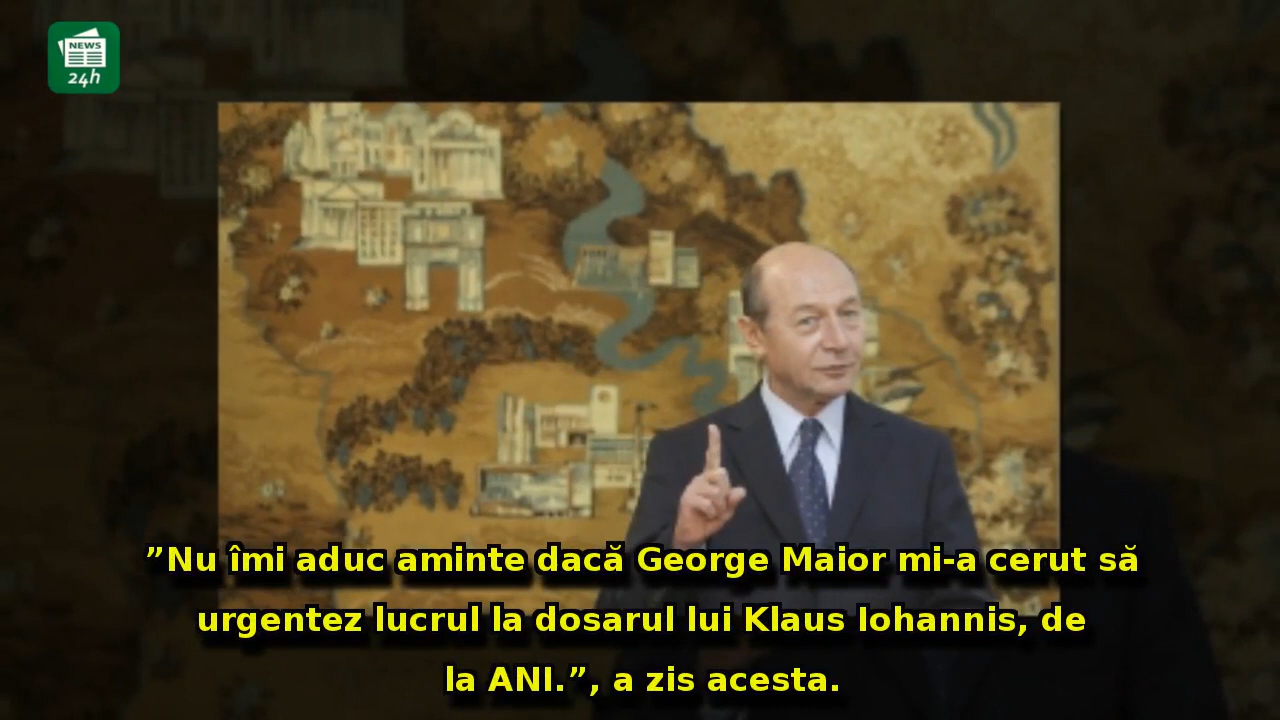 NEWS
24h
”Nu îmi aduc aminte dacă George Maior mi-a cerut să
urgentez lucrul la dosarul lui Klaus Iohannis, de
la ANI.”, a zis acesta.